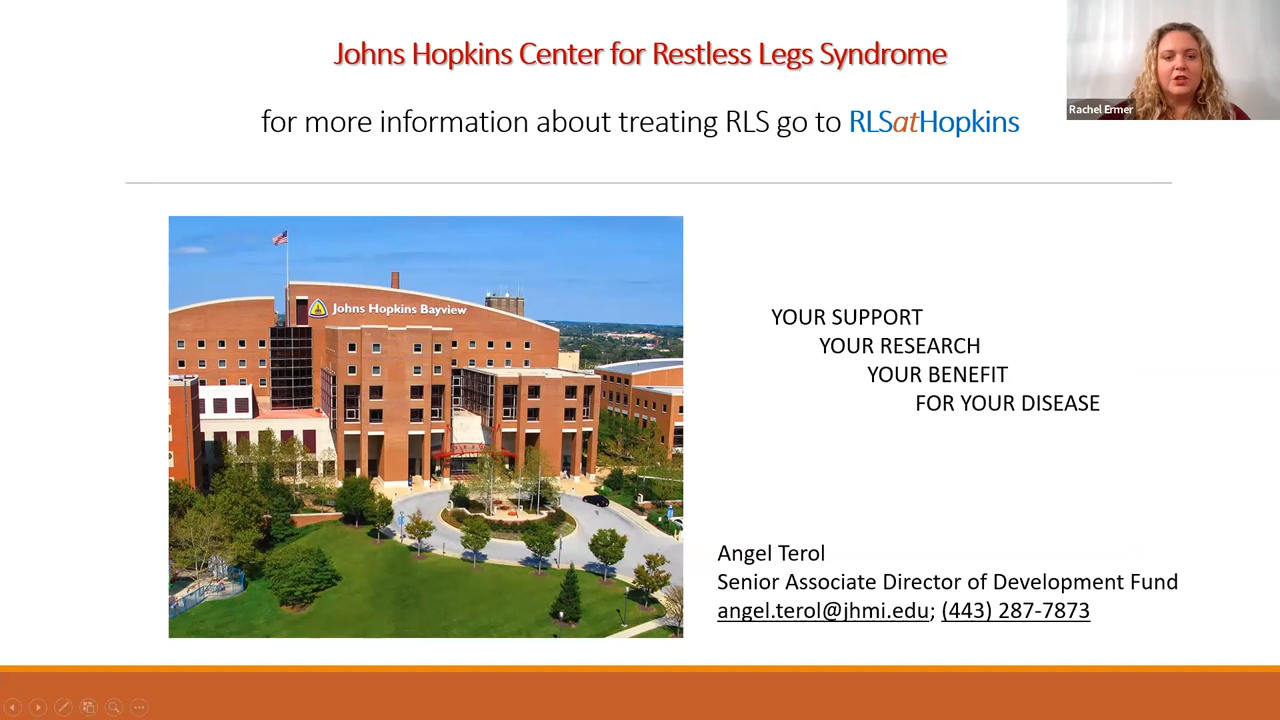 Johns Hopkins Center for Restless Legs Syndrome
Rachel Ermer
for more information about treating RLS go to RLSatHopkins
Johns Hopkins Bayview
YOUR SUPPORT
YOUR RESEARCH
YOUR BENEFIT
FOR YOUR DISEASE
Angel Terol
Senior Associate Director of Development Fund
angel.terol@jhmi.edu; (443) 287-7873